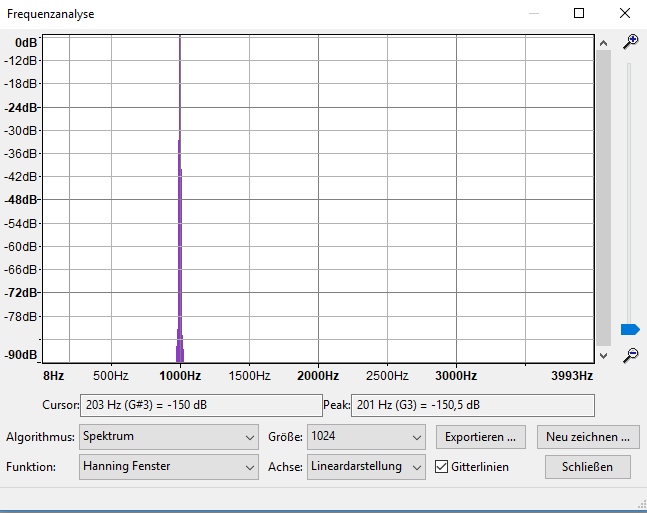 Frequenzanalyse
0dB
-12dB
-18dB
-24dB
-30dB
-36dB
-42dB
-48dB
-54dB
-60dB
-66dB
-72dB
-78dB
-90dB
8Hz 500Hz 1000Hz 1500Hz 2000Hz 2500Hz 3000Hz 3993Hz
Cursor: 203 Hz (G#3) = -150 dB Peak: 201 Hz (G3) = -150,5 dB
Algorithmus: Spektrum Größe: 1024 Exportieren ... Neu zeichnen ...
Funktion: Hanning Fenster Achse: Lineardarstellung Gitterlinien Schließen